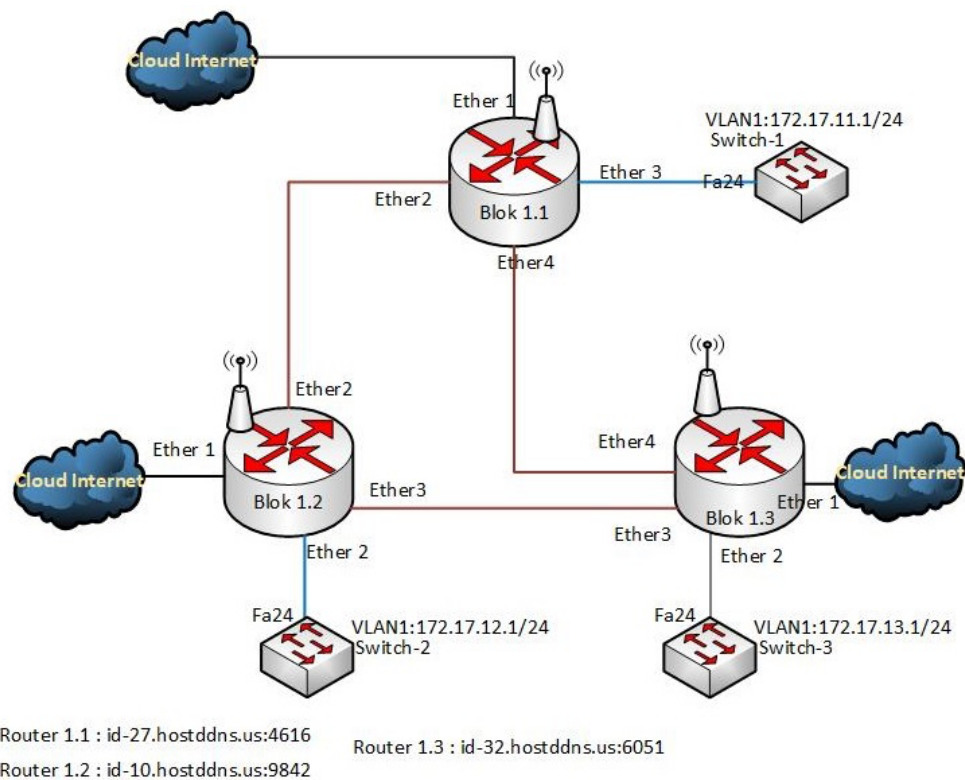 Cloud Internet
Ether 1
VLAN1:172.17.11.1/24
Switch-1
Ether 3
Fa24
Ether2
Blok 1.1
Ether4
Ether2
Ether 1
Cloud Internet
Blok 1.2
Ether3
Ether 2
Ether4
Cloud Internet
Ether 1
Blok 1.3
Ether3
Ether 2
Fa24
VLAN1:172.17.12.1/24
Switch-2
Fa24
VLAN1:172.17.13.1/24
Switch-3
Router 1.1 : id-27.hostddns.us:4616
Router 1.3 : id-32.hostddns.us:6051
Router 1.2 : id-10.hostddns.us:9842